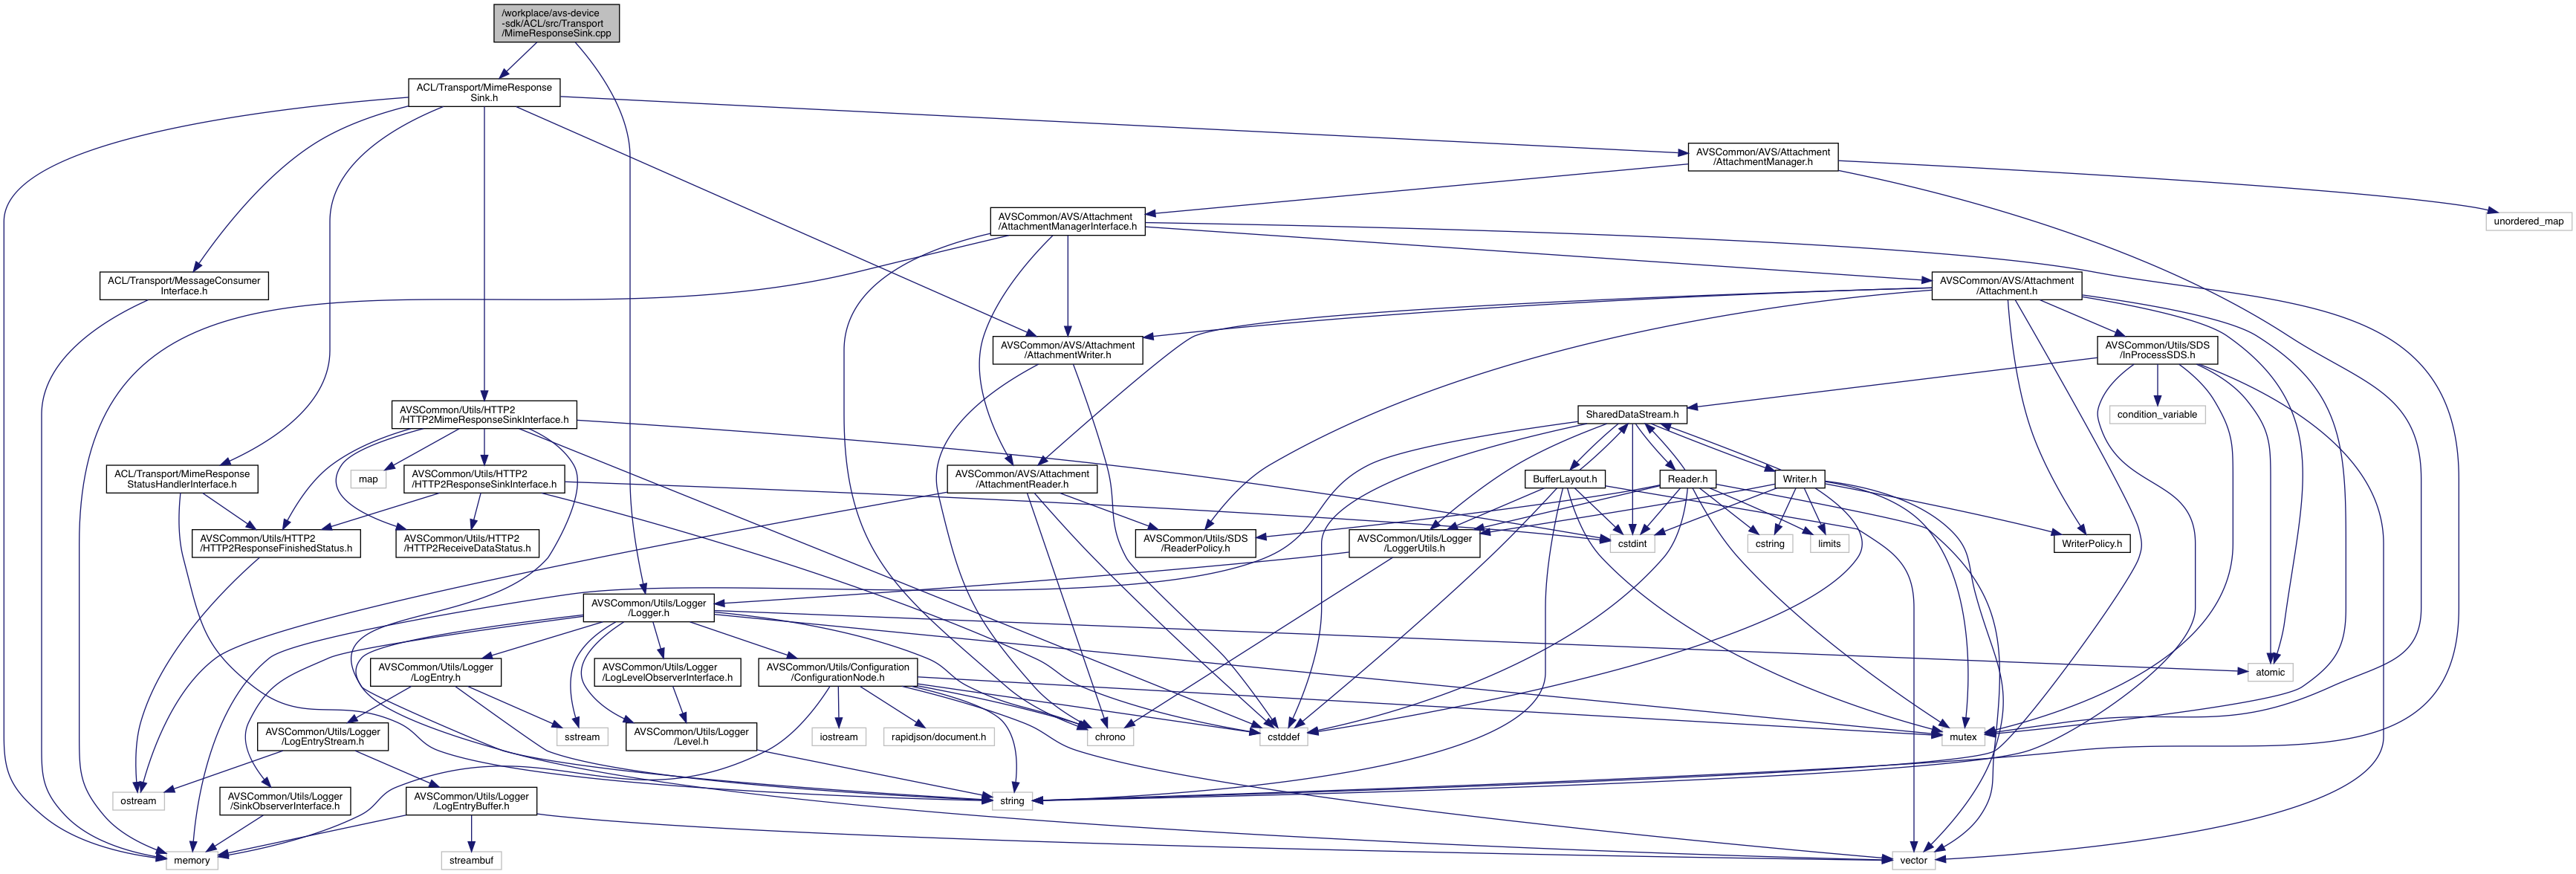 /workplace/avs-device
-sdk/ACL/src/Transport
/MimeResponseSink.cpp
ACL/Transport/MimeResponse
Sink.h
AVSCommon/AVS/Attachment
/AttachmentManager.h
AVSCommon/AVS/Attachment
/AttachmentManagerInterface.h
unordered_map
ACL/Transport/MessageConsumer
Interface.h
AVSCommon/AVS/Attachment
/Attachment.h
AVSCommon/AVS/Attachment
/AttachmentWriter.h
AVSCommon/Utils/SDS
/InProcessSDS.h
AVSCommon/Utils/HTTP2
/HTTP2MimeResponseSinkInterface.h
SharedDataStream.h
condition_variable
ACL/Transport/MimeResponse
StatusHandlerInterface.h
map
AVSCommon/Utils/HTTP2
/HTTP2ResponseSinkInterface.h
AVSCommon/AVS/Attachment
/AttachmentReader.h
BufferLayout.h
Reader.h
Writer.h
AVSCommon/Utils/HTTP2
/HTTP2ResponseFinishedStatus.h
AVSCommon/Utils/HTTP2
/HTTP2ReceiveDataStatus.h
AVSCommon/Utils/SDS
/ReaderPolicy.h
AVSCommon/Utils/Logger
/LoggerUtils.h
cstdint
cstring
limits
WriterPolicy.h
AVSCommon/Utils/Logger
/Logger.h
AVSCommon/Utils/Logger
/LogEntry.h
AVSCommon/Utils/Logger
/LogLevelObserverInterface.h
AVSCommon/Utils/Configuration
/ConfigurationNode.h
atomic
AVSCommon/Utils/Logger
/LogEntryStream.h
sstream
AVSCommon/Utils/Logger
/Level.h
iostream
rapidjson/document.h
chrono
cstddef
mutex
ostream
AVSCommon/Utils/Logger
/SinkObserverInterface.h
AVSCommon/Utils/Logger
/LogEntryBuffer.h
string
memory
streambuf
vector